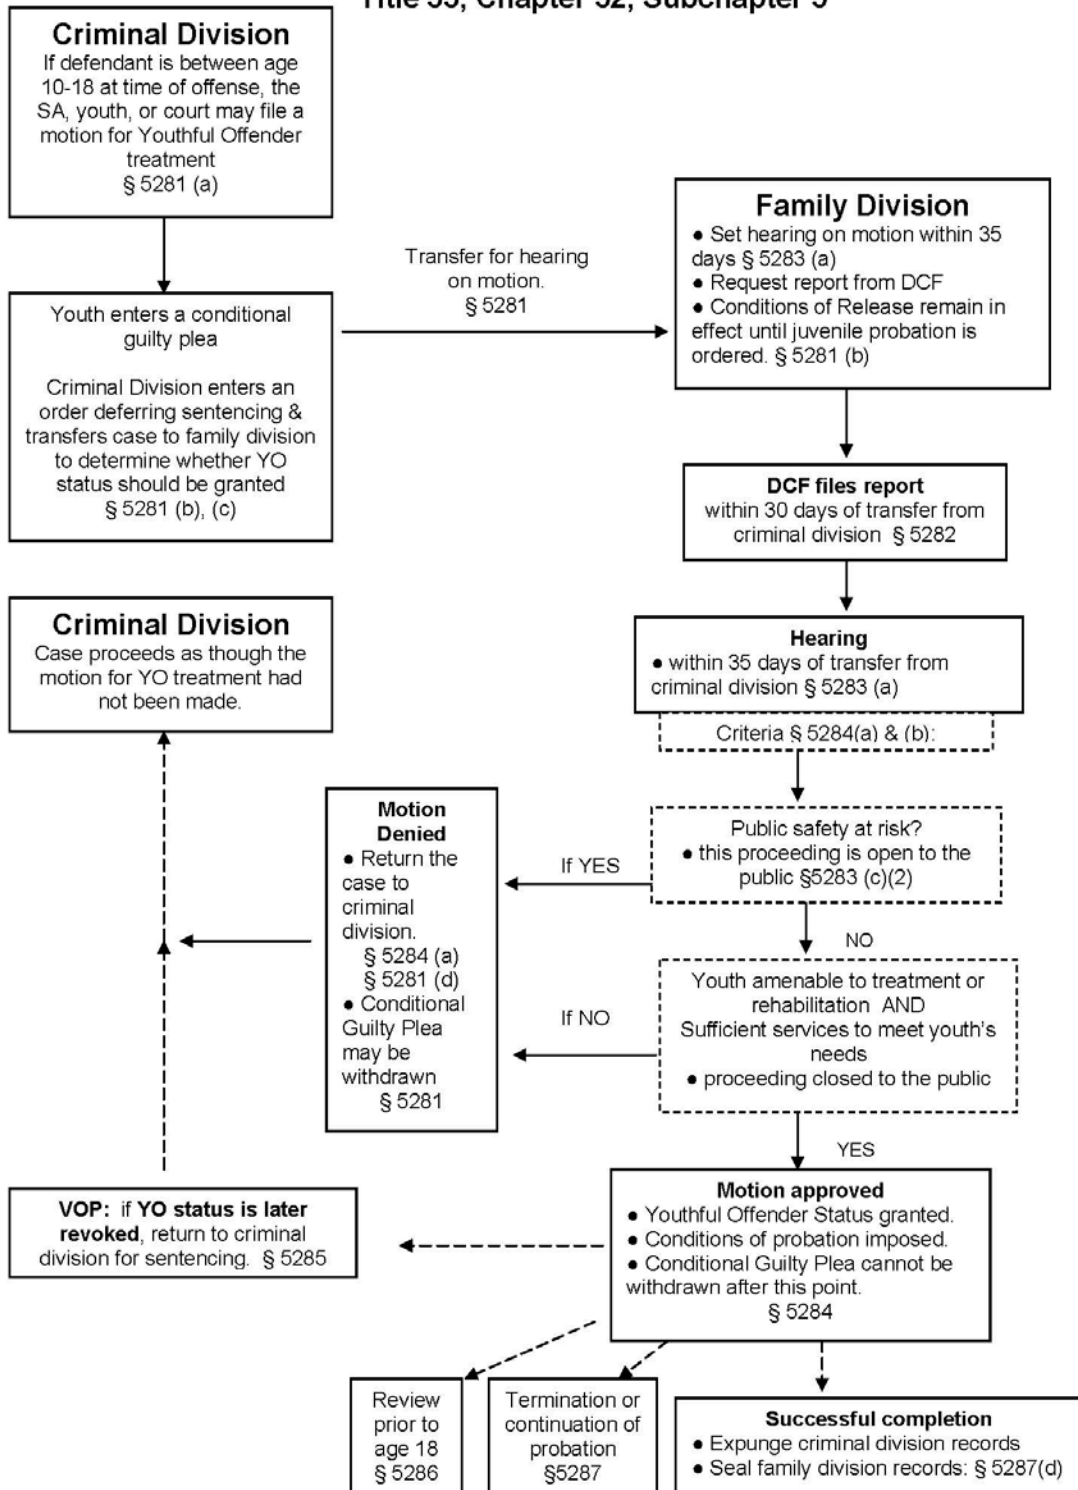 Title Chapter Subchapter
Criminal Division
If defendant is between age
10-18 at time of offense, the
SA, youth, or court may file a
motion for Youthful Offender
treatment
§ 5281 (a)
Youth enters a conditional
guilty plea
Criminal Division enters an
order deferring sentencing &
transfers case to family division
to determine whether YO
status should be granted
§ 5281 (b), (c)
Transfer for hearing
on motion.
§ 5281
Family Division
● Set hearing on motion within 35
days § 5283 (a)
● Request report from DCF
● Conditions of Release remain in
effect until juvenile probation is
ordered. § 5281 (b)
DCF files report
within 30 days of transfer from
criminal division § 5282
Hearing
● within 35 days of transfer from
criminal division § 5283 (a)
Criteria § 5284(a) & (b):
Public safety at risk?
● this proceeding is open to the
public §5283 (c)(2)
If YES
NO
Youth amenable to treatment or
rehabilitation AND
Sufficient services to meet youth's
needs
● proceeding closed to the public
If NO
YES
Motion
Denied
● Return the
case to
criminal
division.
§ 5284 (a)
§ 5281 (d)
● Conditional
Guilty Plea
may be
withdrawn
§ 5281
Criminal Division
Case proceeds as though the
motion for YO treatment had
not been made.
Motion approved
● Youthful Offender Status granted.
● Conditions of probation imposed.
● Conditional Guilty Plea cannot be
withdrawn after this point.
§ 5284
VOP: if YO status is later
revoked, return to criminal
division for sentencing. § 5285
Review
prior to
age 18
§ 5286
Termination or
continuation of
probation
§5287
Successful completion
● Expunge criminal division records
● Seal family division records: § 5287(d)